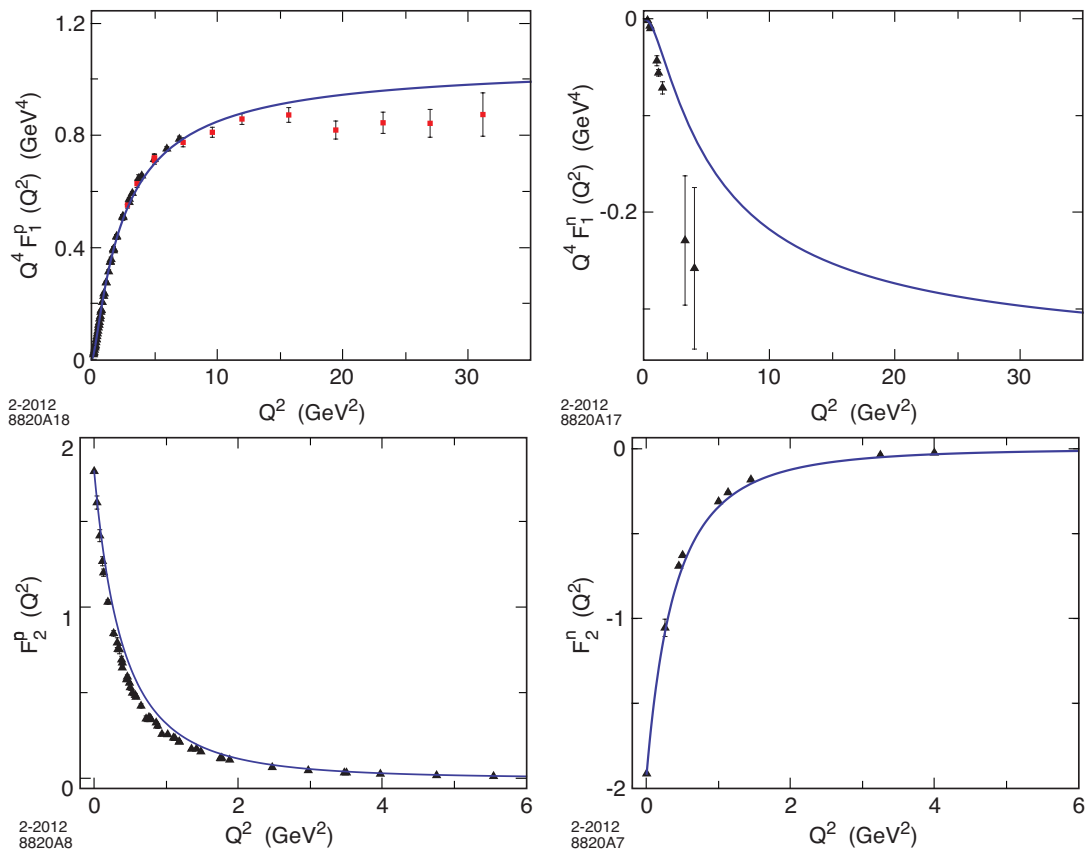 1.2
0.8
0.4
0
Q⁴ F₁ᵖ (Q²) (GeV⁴)
0 10 20 30
Q² (GeV²)
2-2012
8820A18
0
-0.2
Q⁴ F₁ⁿ (Q²) (GeV⁴)
0 10 20 30
Q² (GeV²)
2-2012
8820A17
2
1
0
F₂ᵖ (Q²)
0 2 4 6
Q² (GeV²)
2-2012
8820A8
0
-1
-2
F₂ⁿ (Q²)
0 2 4 6
Q² (GeV²)
2-2012
8820A7